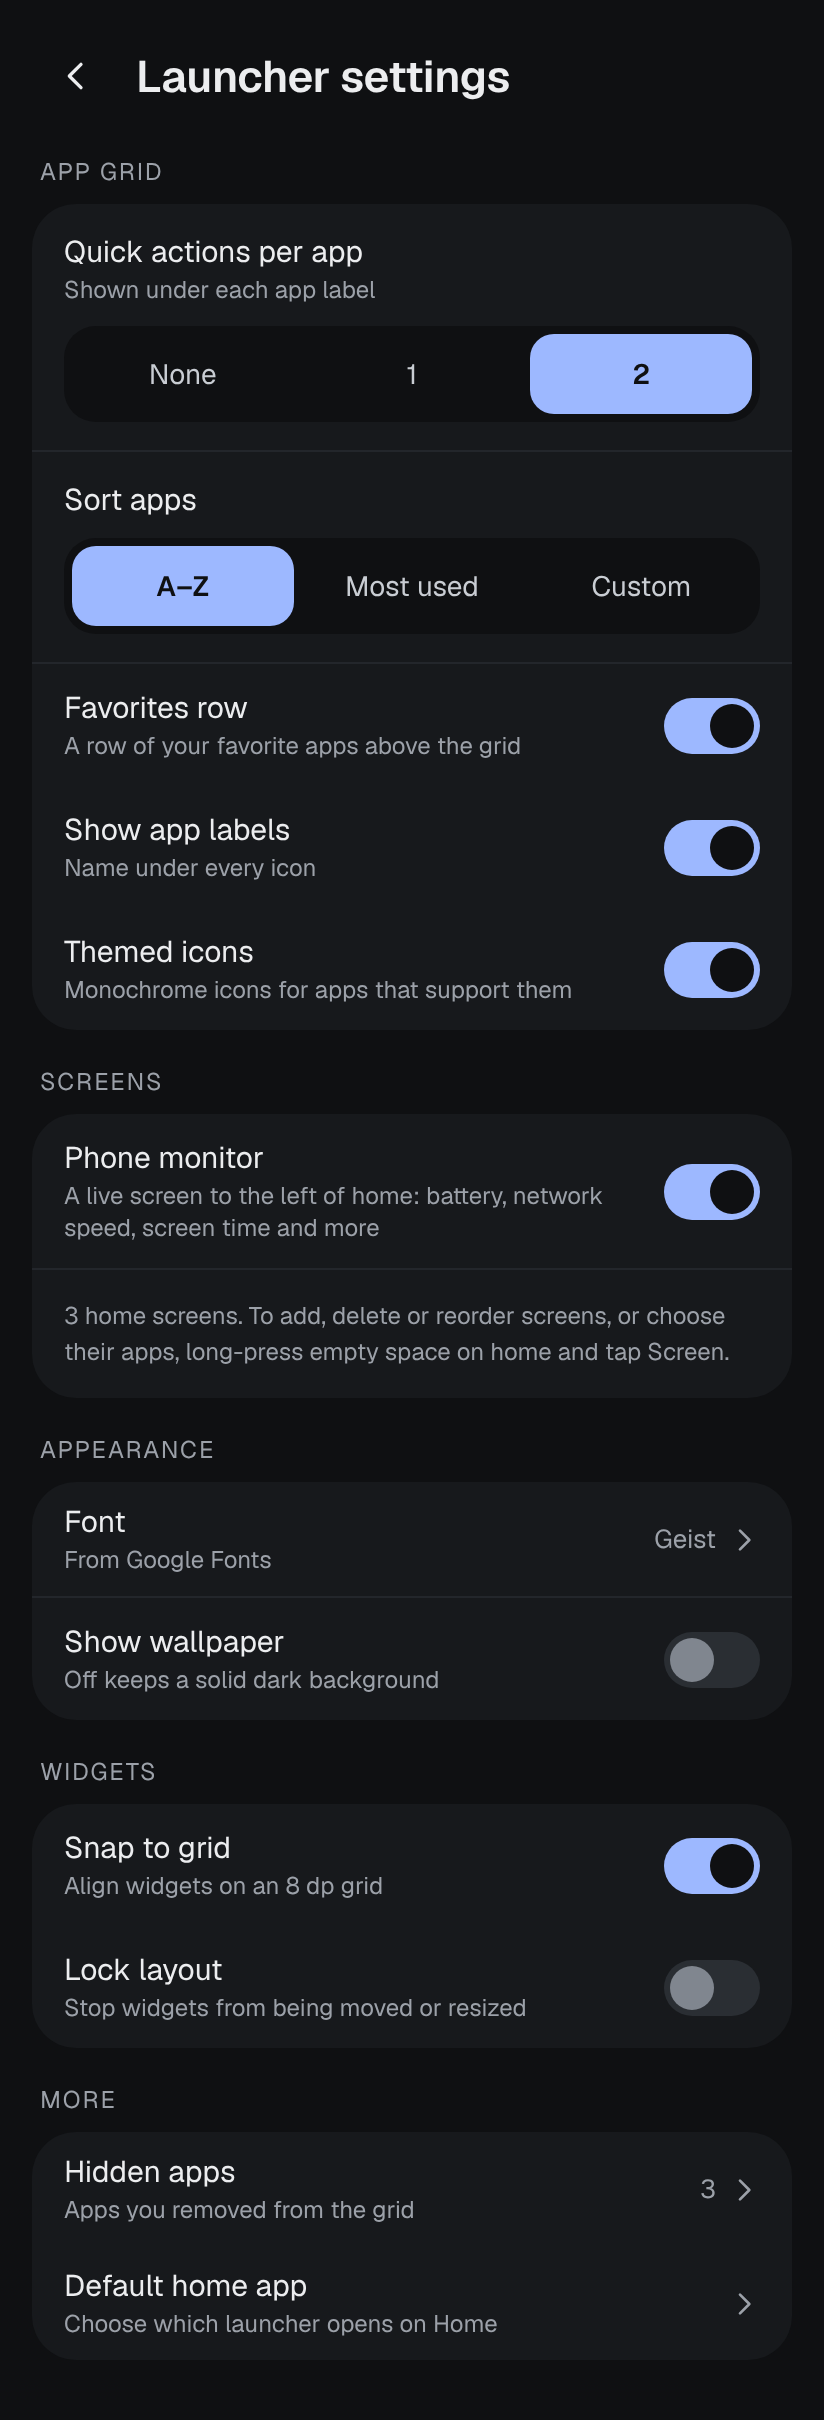 Launcher settings
APP GRID
Quick actions per app
Shown under each app label
None 1 2
Sort apps
A–Z Most used Custom
Favorites row
A row of your favorite apps above the grid
Show app labels
Name under every icon
Themed icons
Monochrome icons for apps that support them
SCREENS
Phone monitor
A live screen to the left of home: battery, network
speed, screen time and more
3 home screens. To add, delete or reorder screens, or choose
their apps, long-press empty space on home and tap Screen.
APPEARANCE
Font
From Google Fonts
Geist
Show wallpaper
Off keeps a solid dark background
WIDGETS
Snap to grid
Align widgets on an 8 dp grid
Lock layout
Stop widgets from being moved or resized
MORE
Hidden apps
Apps you removed from the grid
3
Default home app
Choose which launcher opens on Home